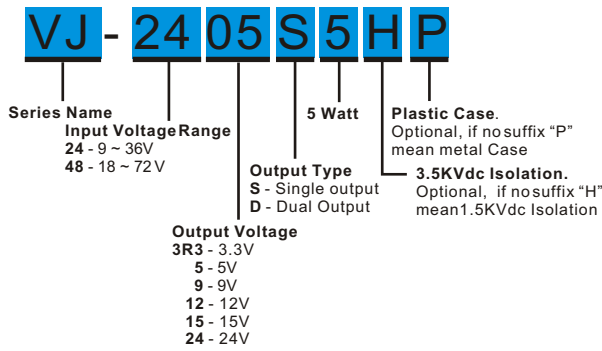 VJ-2405S5HP
Series Name
Input Voltage Range
24 - 9 ~ 36V
48 - 18 ~ 72 V
Output Voltage
3R3 - 3.3V
5 - 5V
9 - 9V
12 - 12V
15 - 15V
24 - 24V
Output Type
S - Single output
D - Dual Output
5 Watt
Plastic Case.
Optional, if no suffix “P”
mean metal Case
3.5KVdc Isolation.
Optional, if no suffix “H”
mean1.5KVdc Isolation